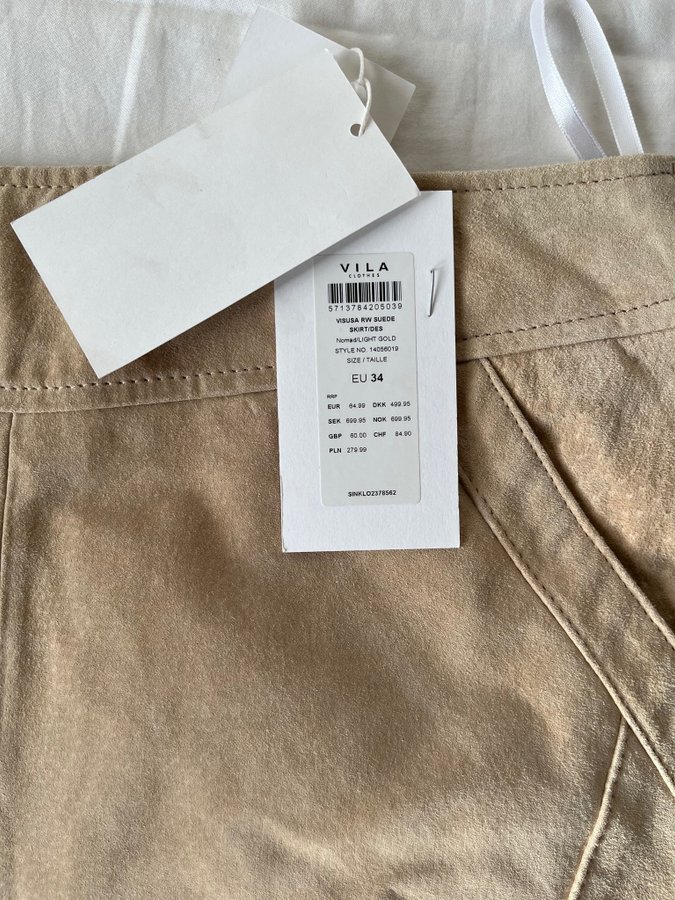 VILA
CLOTHES
5713784205039
VISUSA RW SUEDE
SKIRT/DES
Nomad/LIGHT GOLD
STYLE NO. 14056019
SIZE / TAILLE
EU 34
RRP
EUR 64.99 DKK 499.95
SEK 699.95 NOK 699.95
GBP 60.00 CHF 84.90
PLN 279.99
SINKLO2378562